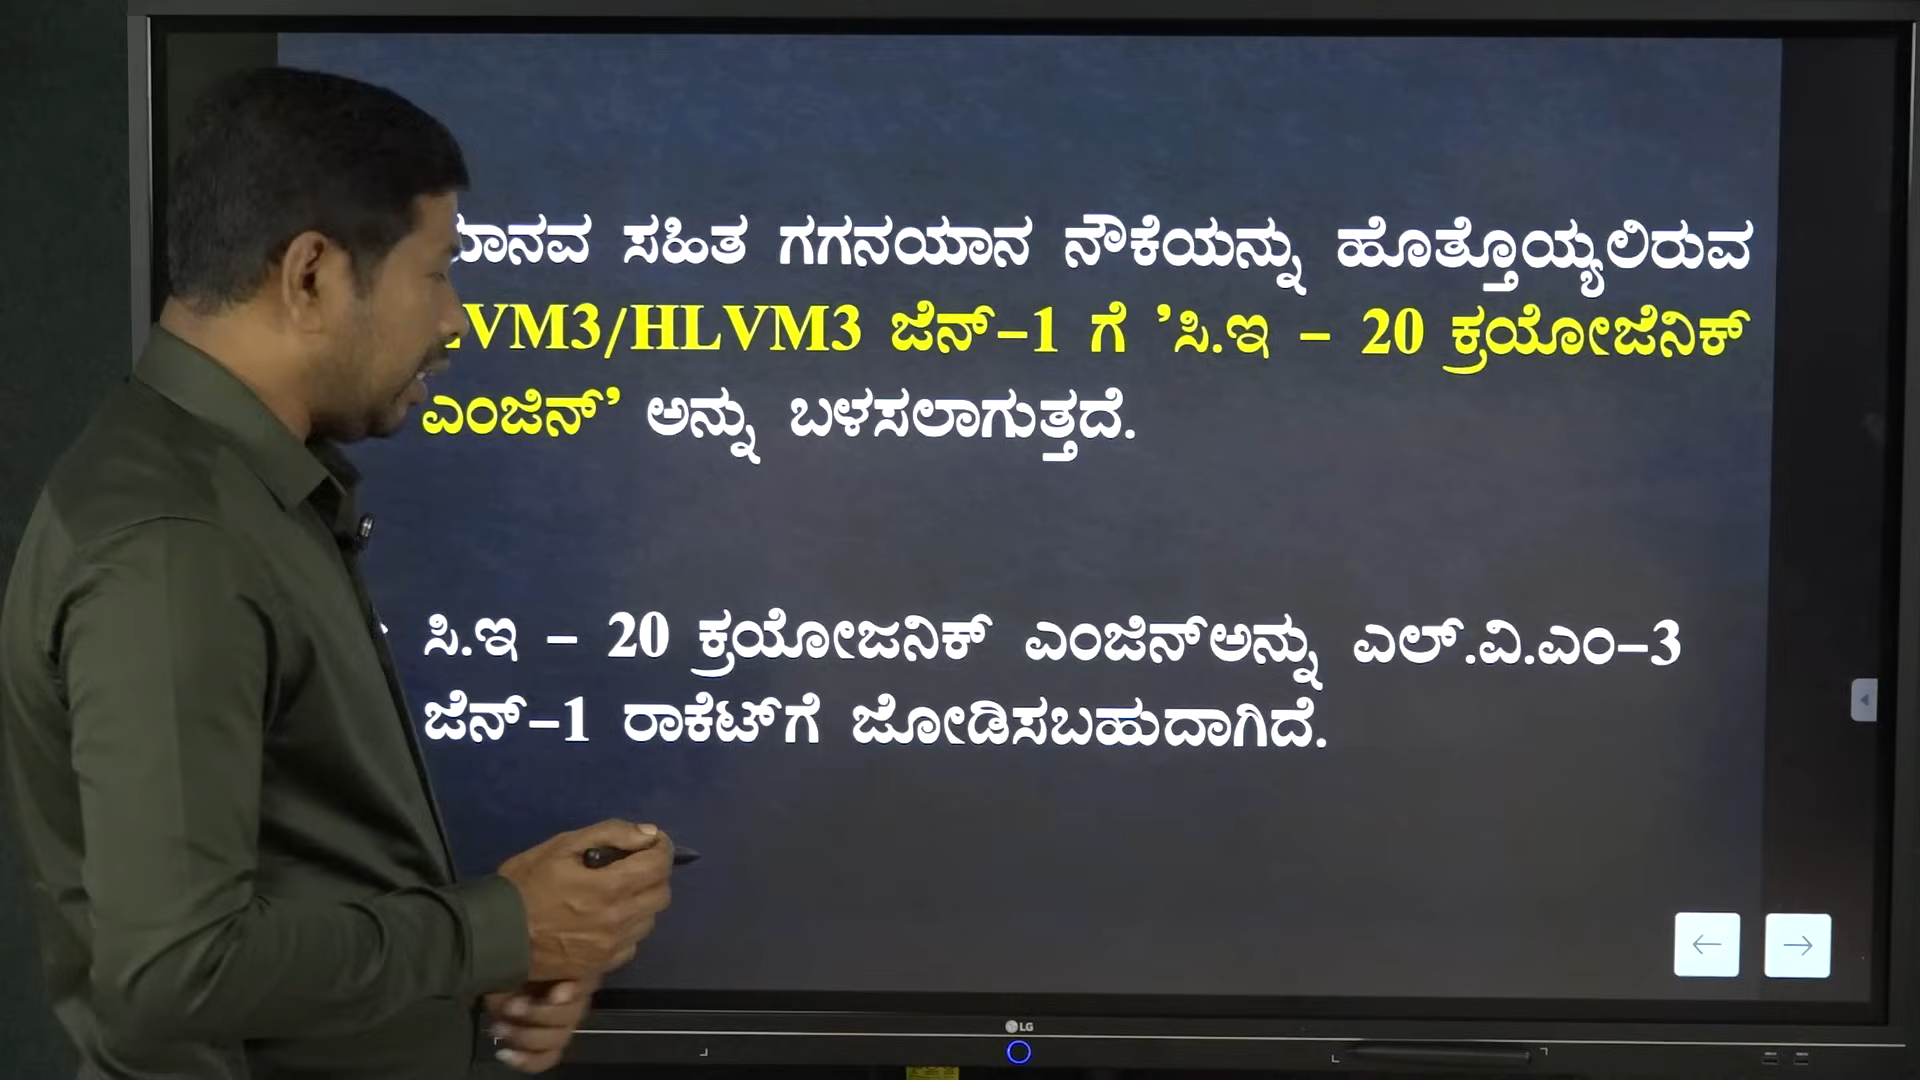 ಮಾನವ ಸಹಿತ ಗಗನಯಾನ ನೌಕೆಯನ್ನು ಹೊತ್ತೊಯ್ಯಲಿರುವ
LVM3/HLVM3 ಜೆನ್-1 ಗೆ ’ಸಿ.ಇ – 20 ಕ್ರಯೋಜೆನಿಕ್
ಎಂಜಿನ್’ ಅನ್ನು ಬಳಸಲಾಗುತ್ತದೆ.
ಸಿ.ಇ – 20 ಕ್ರಯೋಜನಿಕ್ ಎಂಜಿನ್ಅನ್ನು ಎಲ್.ವಿ.ಎಂ-3
ಜೆನ್-1 ರಾಕೆಟ್‌ಗೆ ಜೋಡಿಸಬಹುದಾಗಿದೆ.
LG